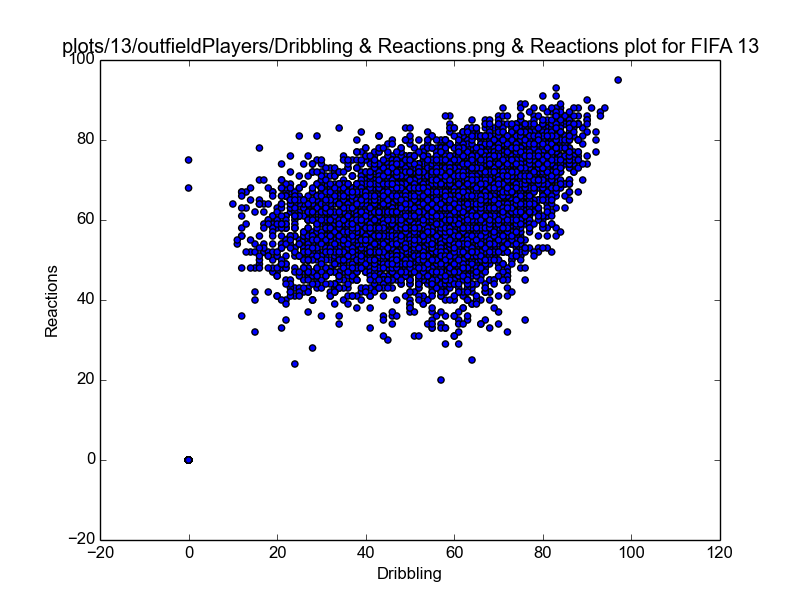 plots/13/outfieldPlayers/Dribbling & Reactions.png & Reactions plot for FIFA 13
100
80
60
40
20
0
−20
Reactions
−20 0 20 40 60 80 100 120
Dribbling